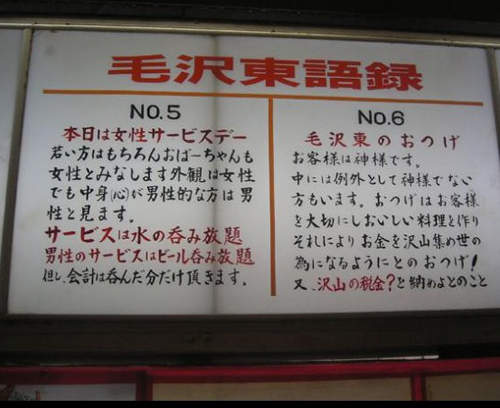 毛沢東語録
NO.5
本日は女性サービスデー
若い方はもちろんおばーちゃんも
女性とみなします外観は女性
でも中身(心)が男性的な方は男
性と見ます。
サービスは水の呑み放題
男性のサービスはビール呑み放題
但し、会計は呑んだ分だけ頂きます。
NO.6
毛沢東のおつげ
お客様は神様です。
中には例外として神様でない
方もいます。おつげはお客様
を大切にしおいしい料理を作り
それによりお金を沢山集め世の
為になるようにとのおつげ!
又、沢山の税金?を納めよとのこと